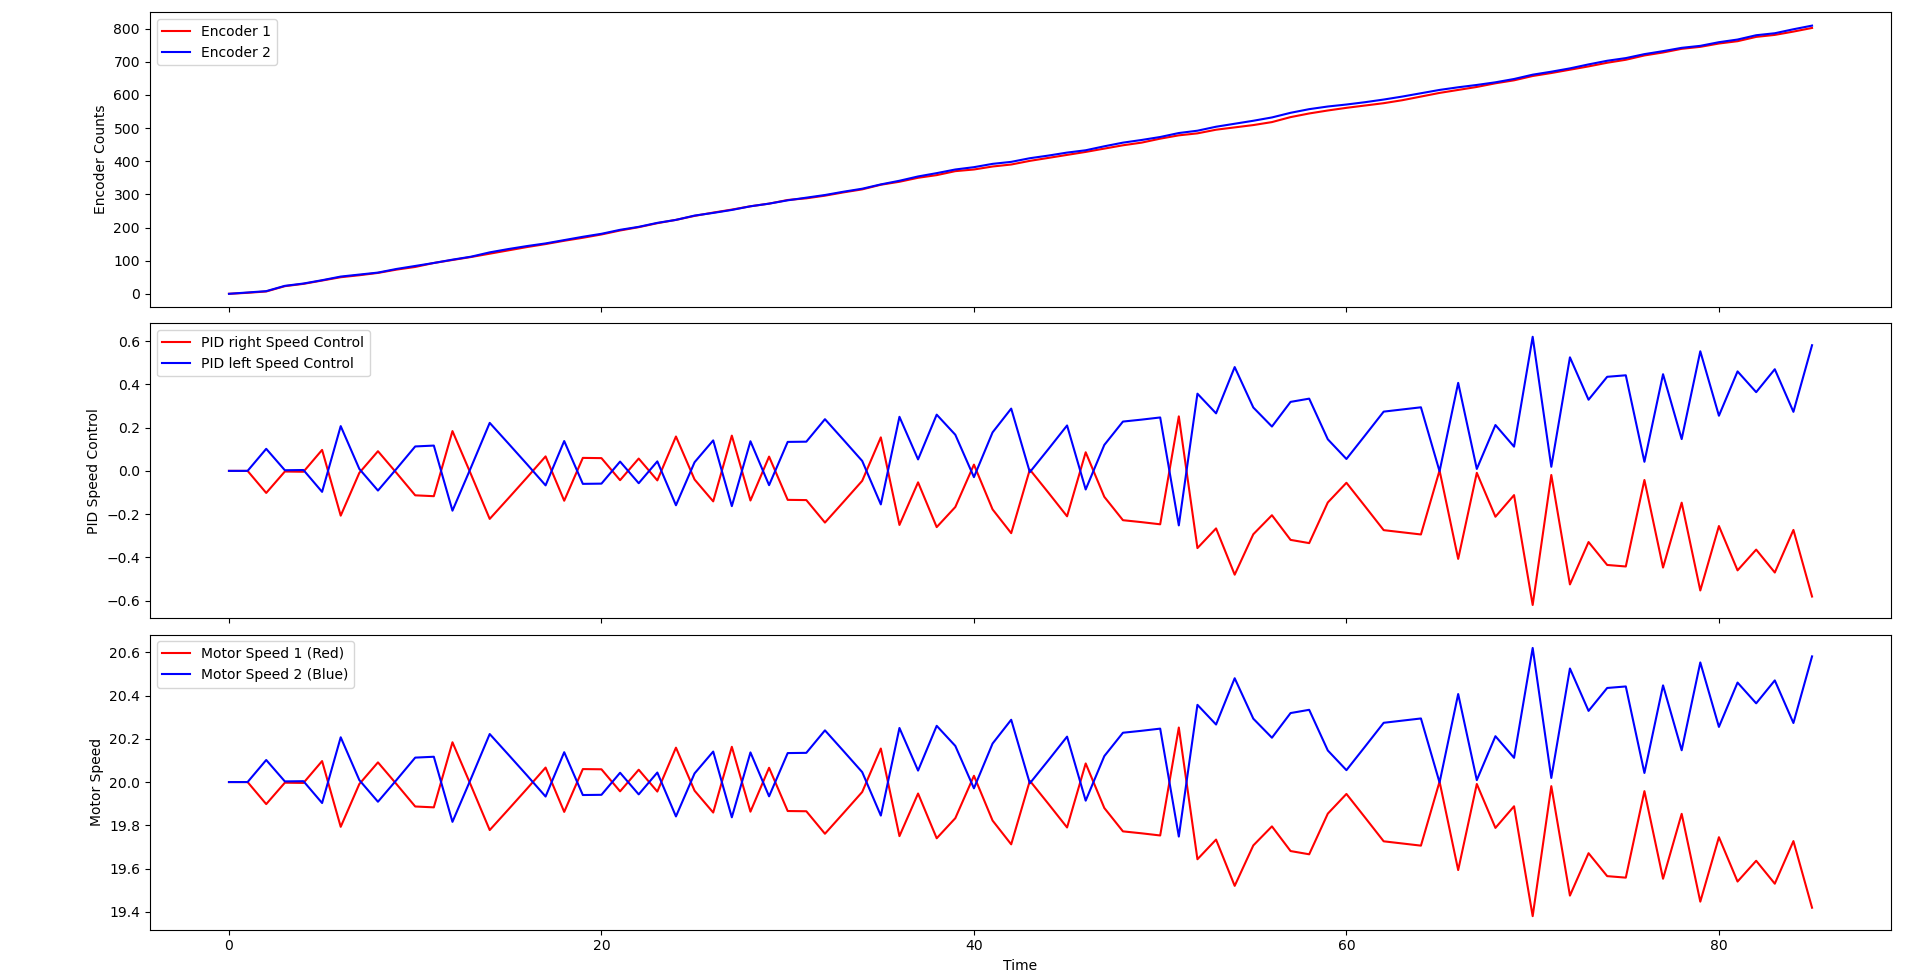 Encoder 1
Encoder 2
Encoder Counts
800
700
600
500
400
300
200
100
0
PID right Speed Control
PID left Speed Control
PID Speed Control
0.6
0.4
0.2
0.0
−0.2
−0.4
−0.6
Motor Speed 1 (Red)
Motor Speed 2 (Blue)
Motor Speed
20.6
20.4
20.2
20.0
19.8
19.6
19.4
0 20 40 60 80
Time